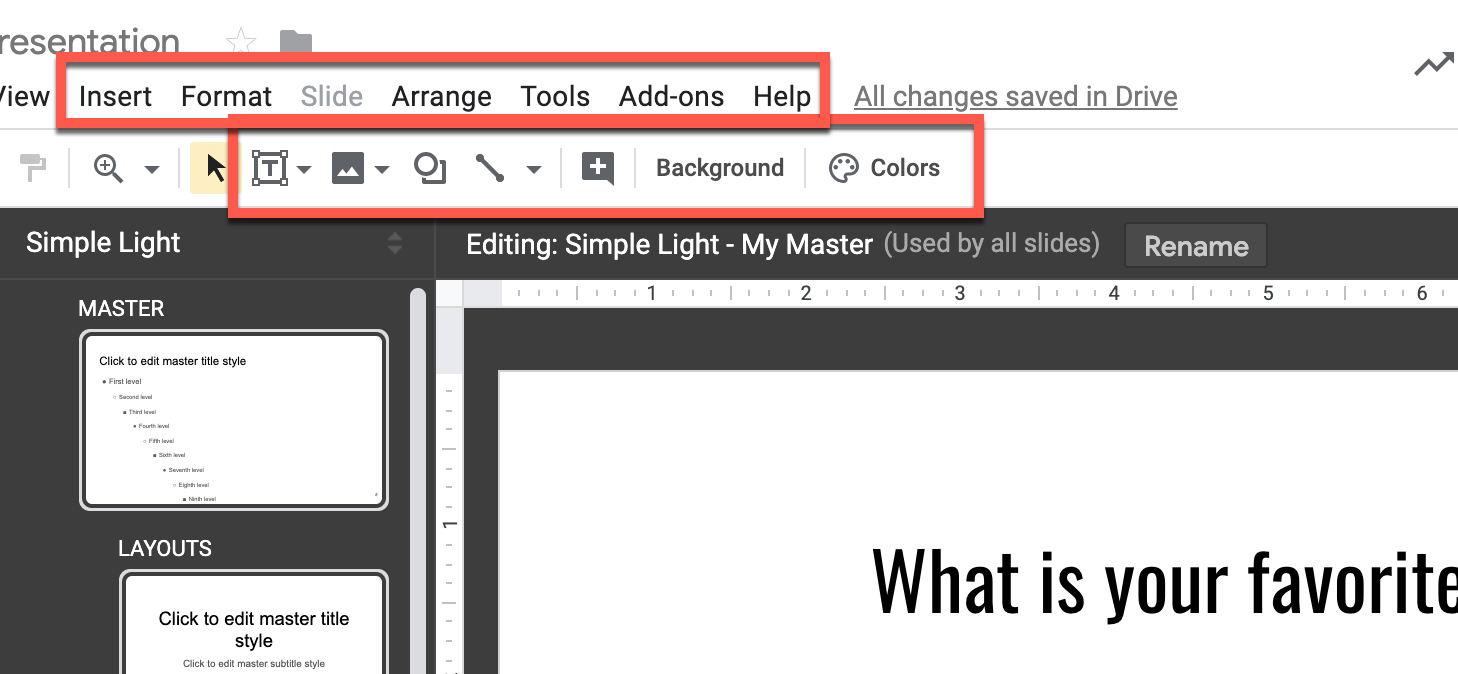 resentation
View Insert Format Slide Arrange Tools Add-ons Help All changes saved in Drive
T Background Colors
Simple Light
Editing: Simple Light - My Master (Used by all slides) Rename
1 2 3 4 5 6
MASTER
Click to edit master title style
• First level
○ Second level
■ Third level
• Fourth level
○ Fifth level
■ Sixth level
• Seventh level
○ Eighth level
■ Ninth level
1
LAYOUTS
What is your favorite
Click to edit master title
style
Click to edit master subtitle style